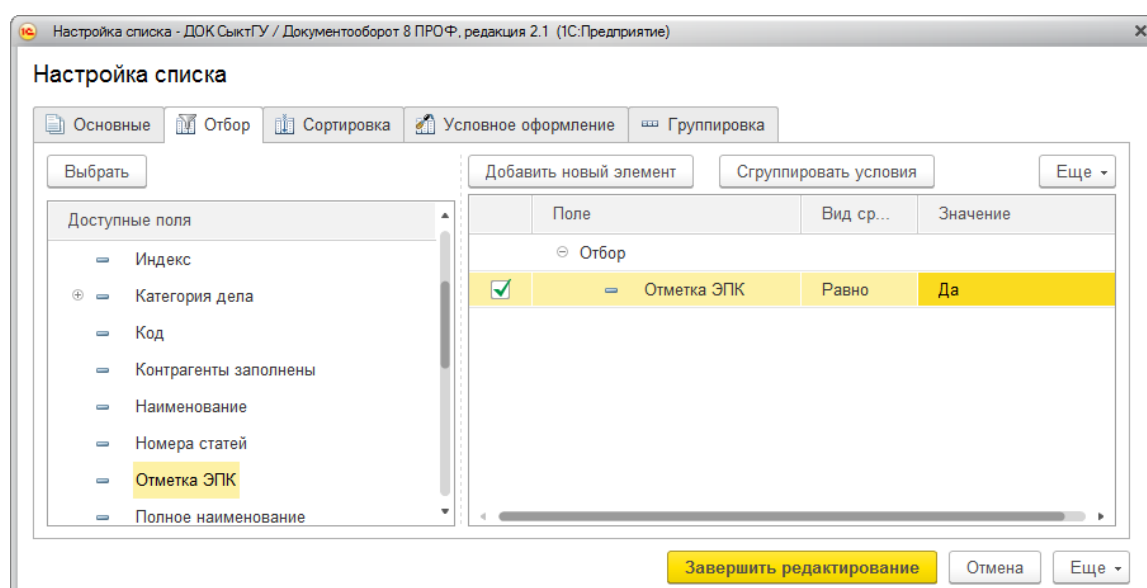 Настройка списка - ДОК СыктГУ / Документооборот 8 ПРОФ, редакция 2.1 (1С:Предприятие)
Настройка списка
Основные Отбор Сортировка Условное оформление Группировка
Выбрать Добавить новый элемент Сгруппировать условия Еще
Доступные поля Поле Вид ср... Значение
Индекс Отбор
Категория дела Отметка ЭПК Равно Да
Код
Контрагенты заполнены
Наименование
Номера статей
Отметка ЭПК
Полное наименование
Завершить редактирование Отмена Еще